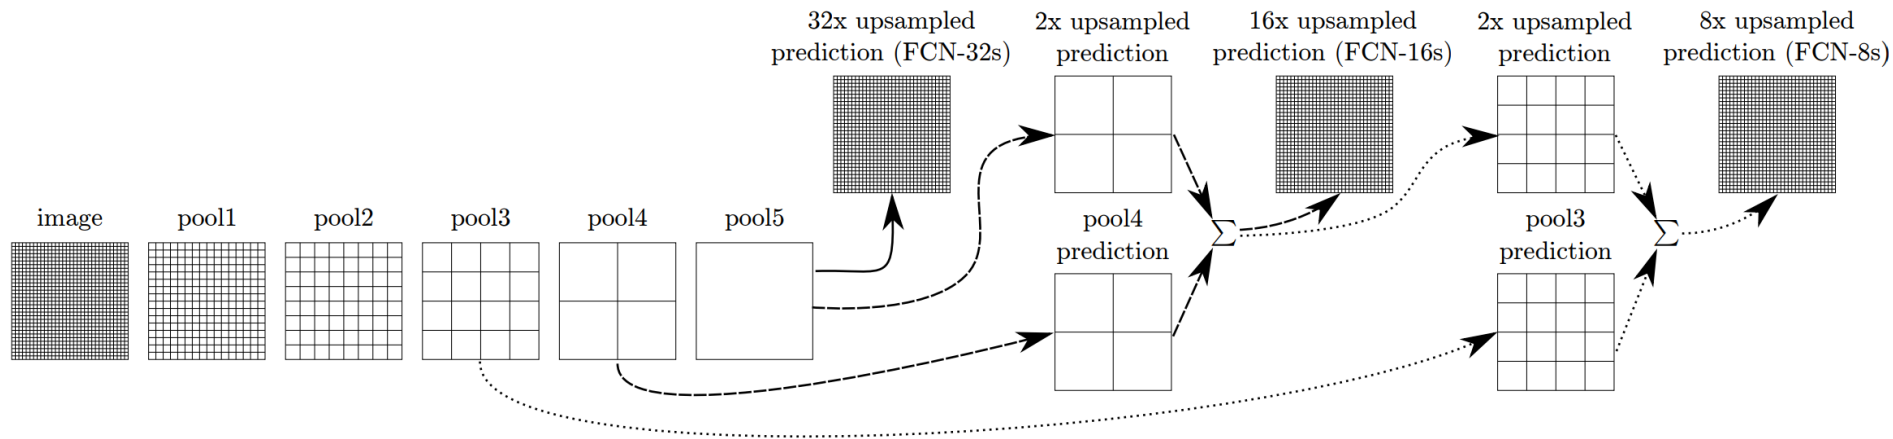 32x upsampled
prediction (FCN-32s)
2x upsampled
prediction
16x upsampled
prediction (FCN-16s)
2x upsampled
prediction
8x upsampled
prediction (FCN-8s)
image
pool1
pool2
pool3
pool4
pool5
pool4
prediction
∑
pool3
prediction
∑